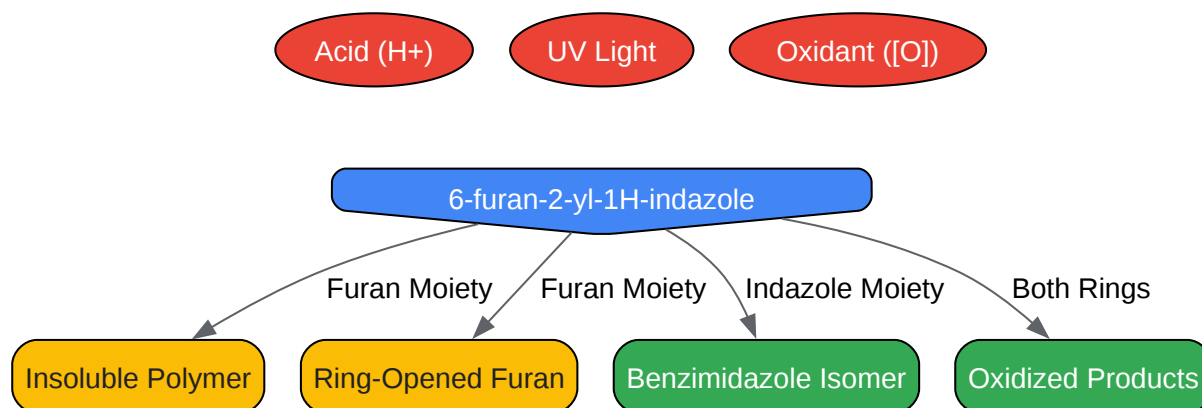 Acid (H+)
UV Light
Oxidant ([O])
6-furan-2-yl-1H-indazole
Furan Moiety
Furan Moiety
Indazole Moiety
Both Rings
Insoluble Polymer
Ring-Opened Furan
Benzimidazole Isomer
Oxidized Products